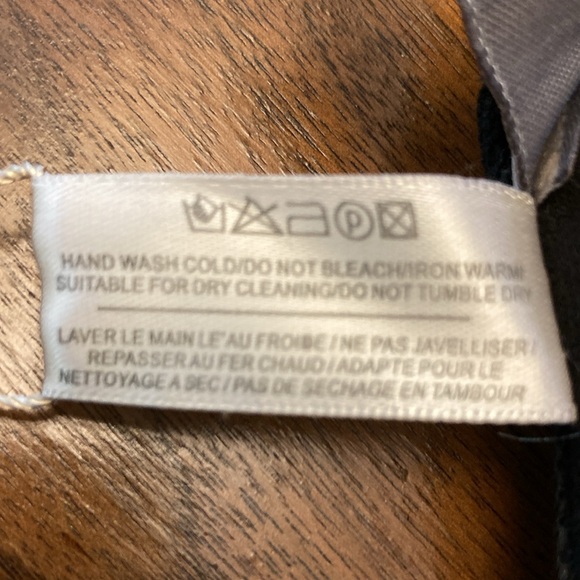 HAND WASH COLD/DO NOT BLEACH/IRON WARM/
SUITABLE FOR DRY CLEANING/DO NOT TUMBLE DRY
LAVER LE MAIN LE'AU FROIBE/NE PAS JAVELLISER/
REPASSER AU FER CHAUD/ADAPTE POUR LE
NETTOYAGE A SEC/PAS DE SECHAGE EN TAMBOUR